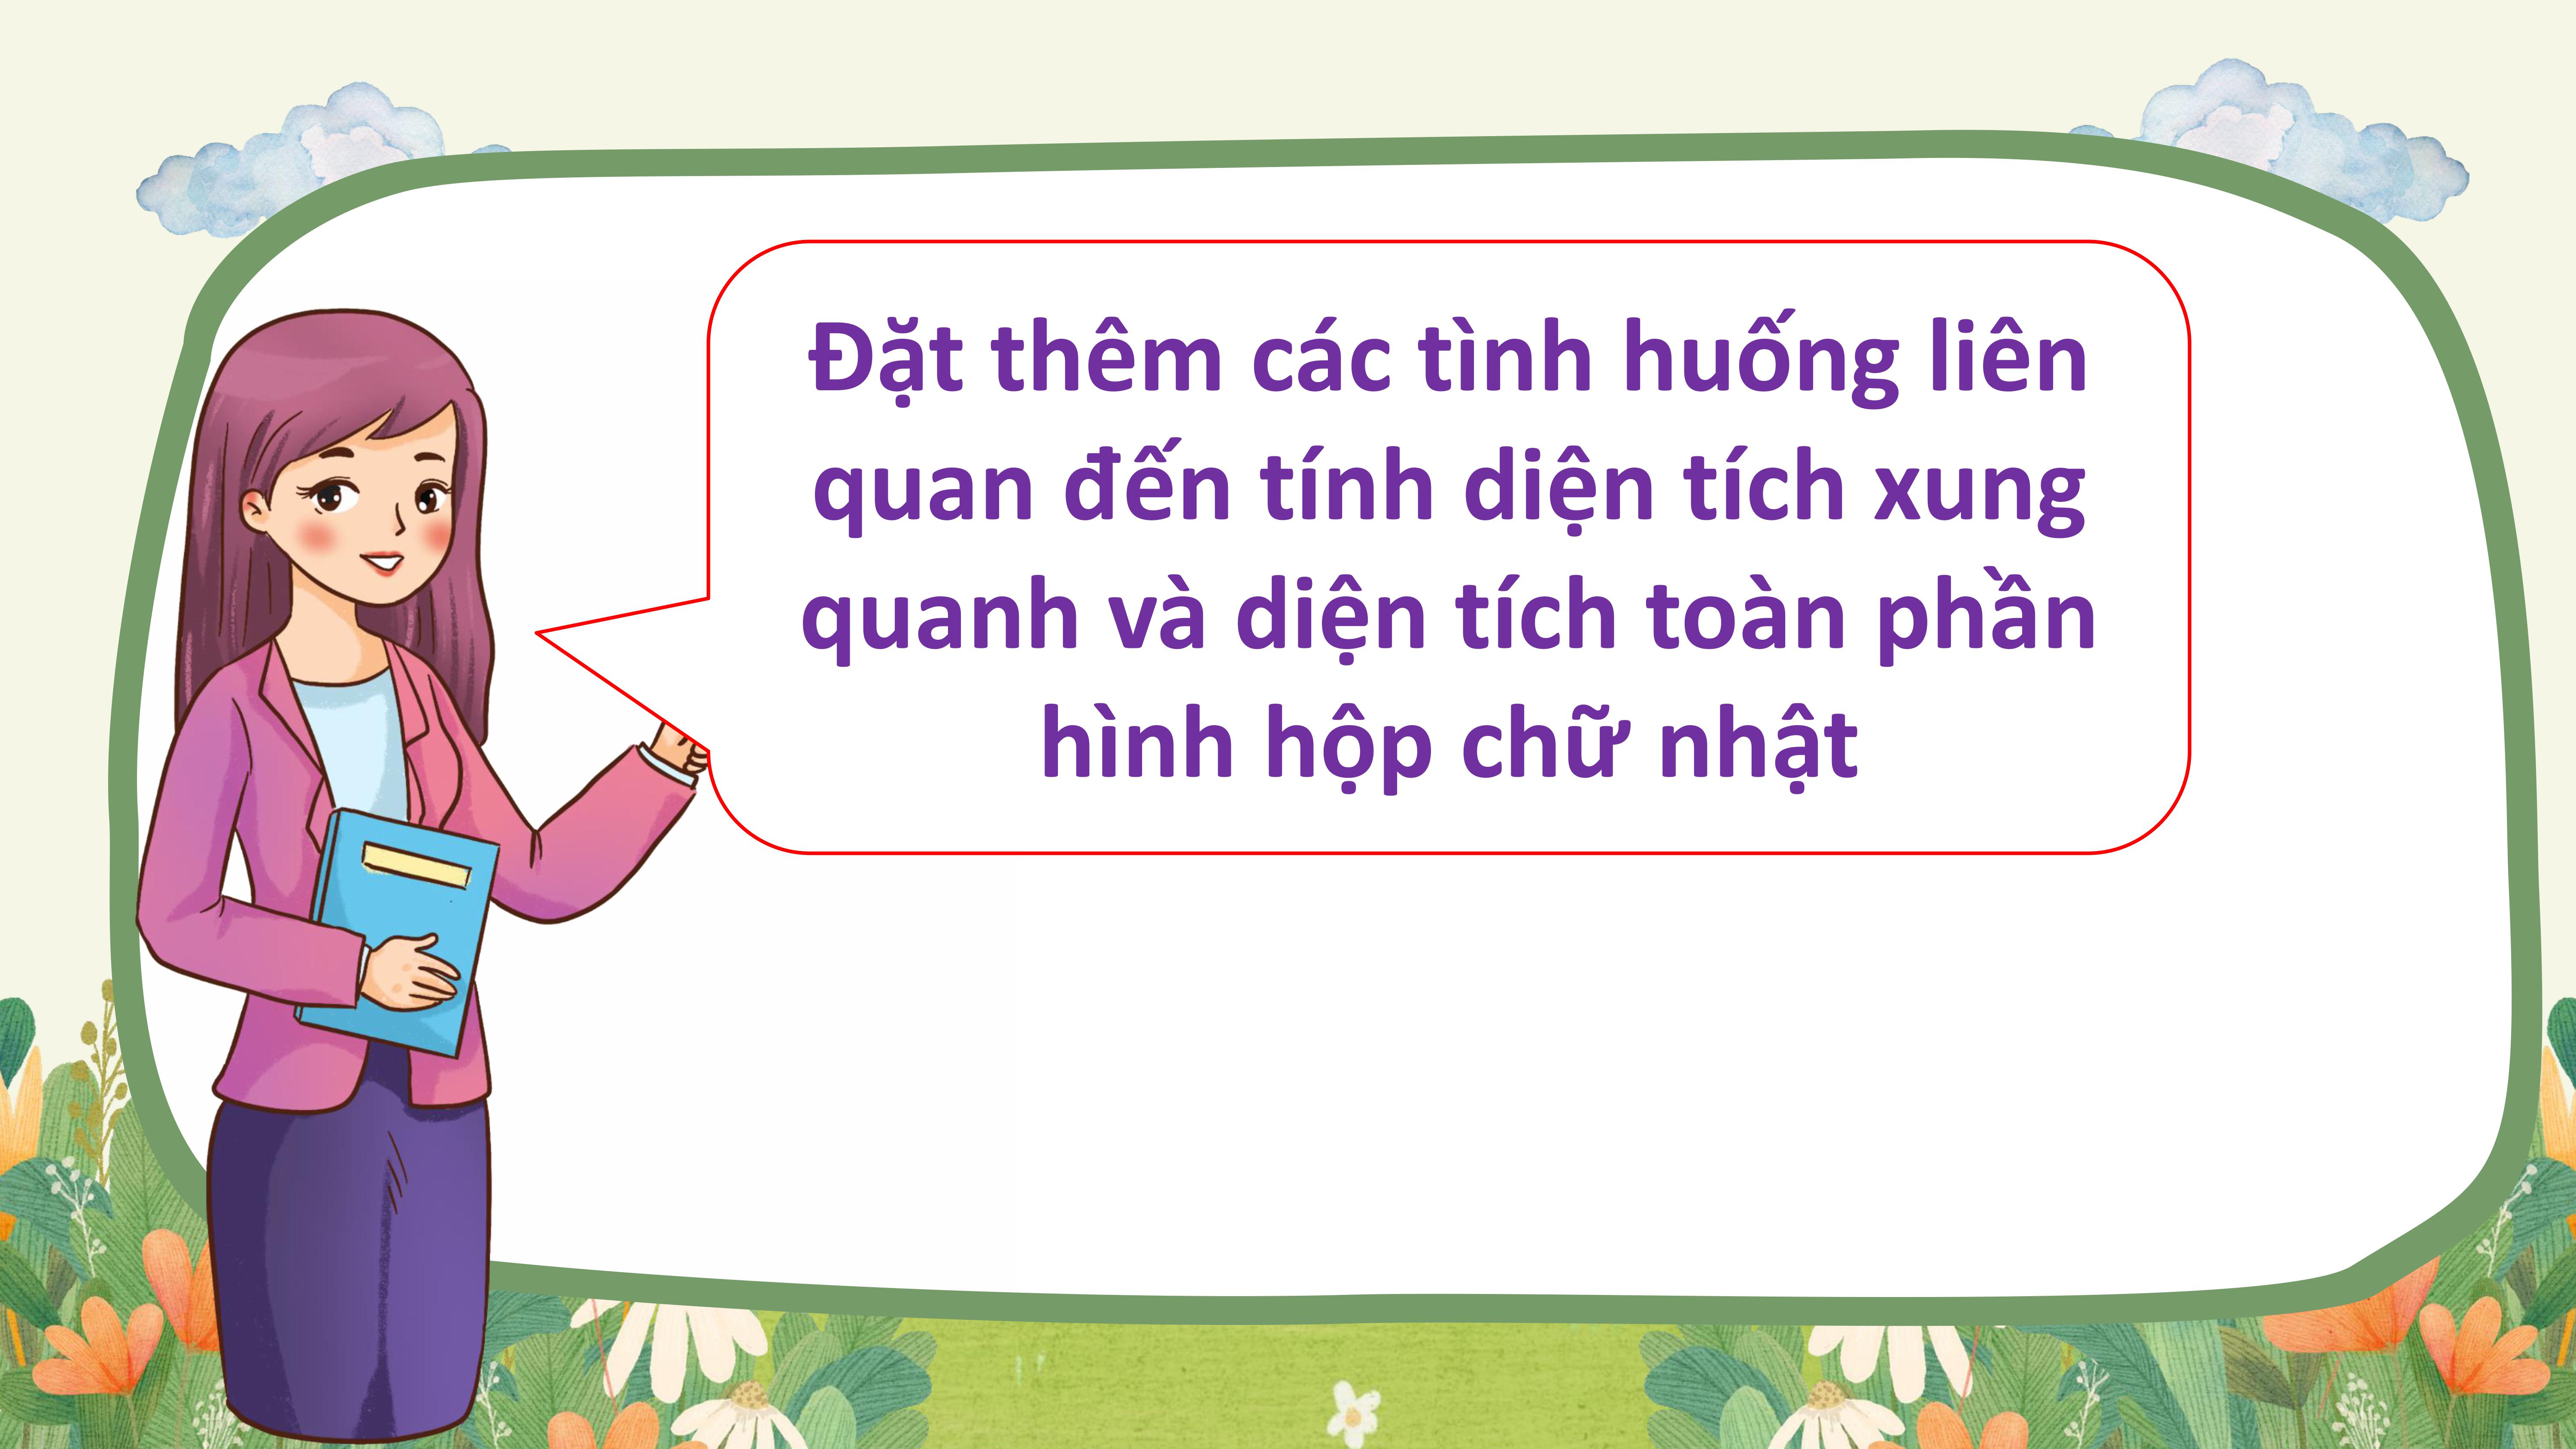 Đặt thêm các tình huống liên
quan đến tính diện tích xung
quanh và diện tích toàn phần
hình hộp chữ nhật